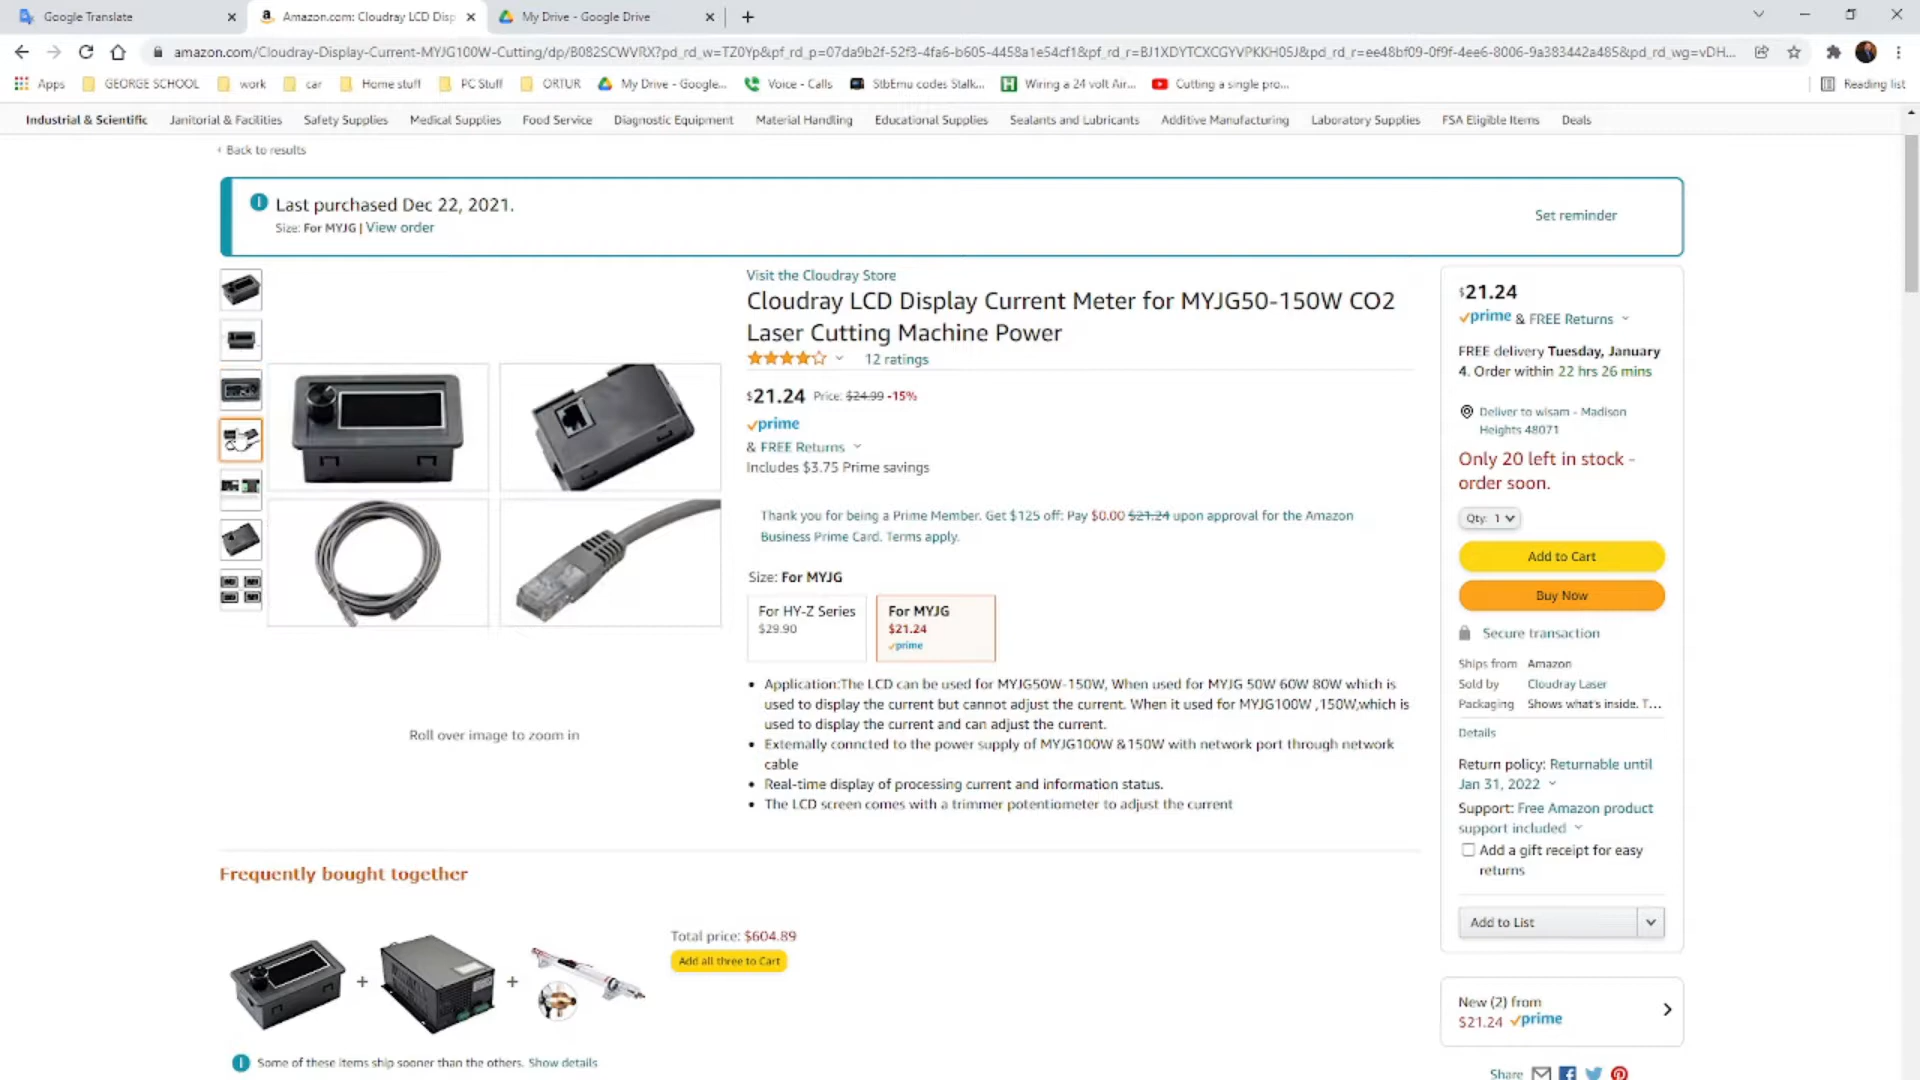 Google Translate
Amazon.com: Cloudray LCD Disp
My Drive - Google Drive
amazon.com/Cloudray-Display-Current-MYJG100W-Cutting/dp/B082SCWVRX?pd_rd_w=TZ0Yp&pf_rd_p=07da9b2f-52f3-4fa6-b605-4458a1e54cf1&pf_rd_r=BJ1XDYTCXCGYVPKKH05J&pd_rd_r=ee48bf09-0f9f-4ee6-8006-9a383442a485&pd_rd_wg=vDH...
Apps
GEORGE SCHOOL
work
car
Home stuff
PC Stuff
ORTUR
My Drive - Google...
Voice - Calls
StbEmu codes Stalk...
Wiring a 24 volt Air...
Cutting a single pro...
Reading list
Industrial & Scientific
Janitorial & Facilities
Safety Supplies
Medical Supplies
Food Service
Diagnostic Equipment
Material Handling
Educational Supplies
Sealants and Lubricants
Additive Manufacturing
Laboratory Supplies
FSA Eligible Items
Deals
‹ Back to results
Last purchased Dec 22, 2021.
Size: For MYJG | View order
Set reminder
Visit the Cloudray Store
Cloudray LCD Display Current Meter for MYJG50-150W CO2
Laser Cutting Machine Power
12 ratings
$21.24 Price: $24.99 -15%
prime
& FREE Returns
Includes $3.75 Prime savings
Thank you for being a Prime Member. Get $125 off: Pay $0.00 $21.24 upon approval for the Amazon
Business Prime Card. Terms apply.
Size: For MYJG
For HY-Z Series
$29.90
For MYJG
$21.24
prime
• Application:The LCD can be used for MYJG50W-150W, When used for MYJG 50W 60W 80W which is
used to display the current but cannot adjust the current. When it used for MYJG100W ,150W,which is
used to display the current and can adjust the current.
• Externally conncted to the power supply of MYJG100W &150W with network port through network
cable
• Real-time display of processing current and information status.
• The LCD screen comes with a trimmer potentiometer to adjust the current
Roll over image to zoom in
$21.24
prime & FREE Returns
FREE delivery Tuesday, January
4. Order within 22 hrs 26 mins
Deliver to wisam - Madison
Heights 48071
Only 20 left in stock -
order soon.
Qty: 1
Add to Cart
Buy Now
Secure transaction
Ships from Amazon
Sold by Cloudray Laser
Packaging Shows what's inside. T...
Details
Return policy: Returnable until
Jan 31, 2022
Support: Free Amazon product
support included
Add a gift receipt for easy
returns
Add to List
New (2) from
$21.24 prime
Share
Frequently bought together
+
+
Total price: $604.89
Add all three to Cart
Some of these items ship sooner than the others. Show details